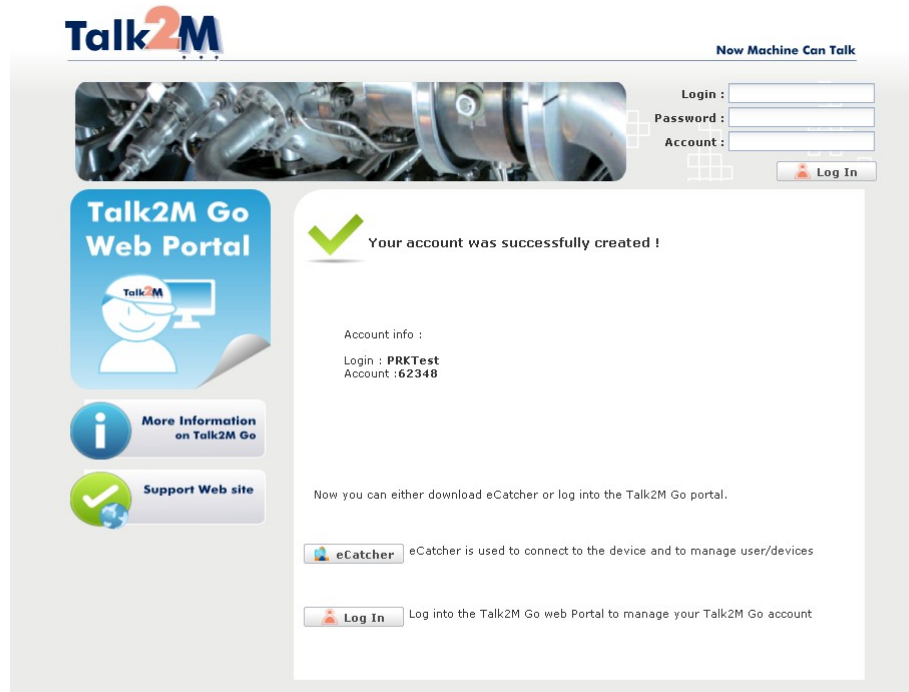 Talk2M
Now Machine Can Talk
Login :
Password :
Account :
Log In
Talk2M Go
Web Portal
Talk2M
More Information
on Talk2M Go
Support Web site
Your account was successfully created !
Account info :
Login : PRKTest
Account :62348
Now you can either download eCatcher or log into the Talk2M Go portal.
eCatcher eCatcher is used to connect to the device and to manage user/devices
Log In Log into the Talk2M Go web Portal to manage your Talk2M Go account